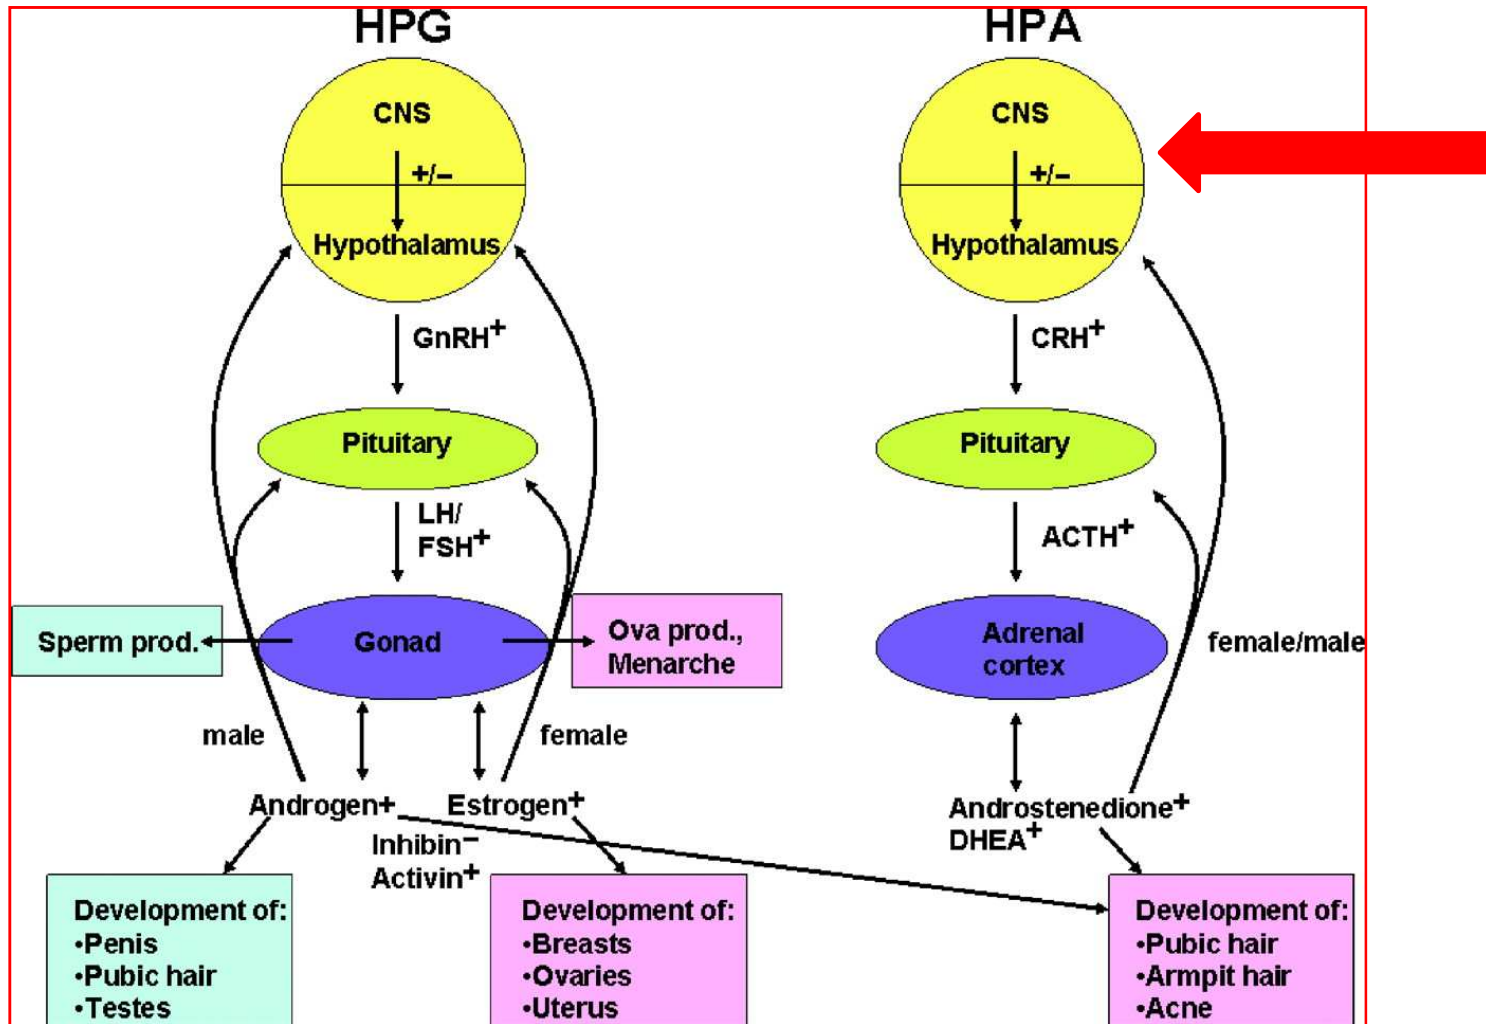 HPG
CNS
+/−
Hypothalamus
GnRH+
Pituitary
LH/
FSH+
Sperm prod.
Gonad
Ova prod.,
Menarche
male
female
Androgen+
Estrogen+
Inhibin−
Activin+
Development of:
•Penis
•Pubic hair
•Testes
Development of:
•Breasts
•Ovaries
•Uterus
HPA
CNS
+/−
Hypothalamus
CRH+
Pituitary
ACTH+
Adrenal
cortex
female/male
Androstenedione+
DHEA+
Development of:
•Pubic hair
•Armpit hair
•Acne